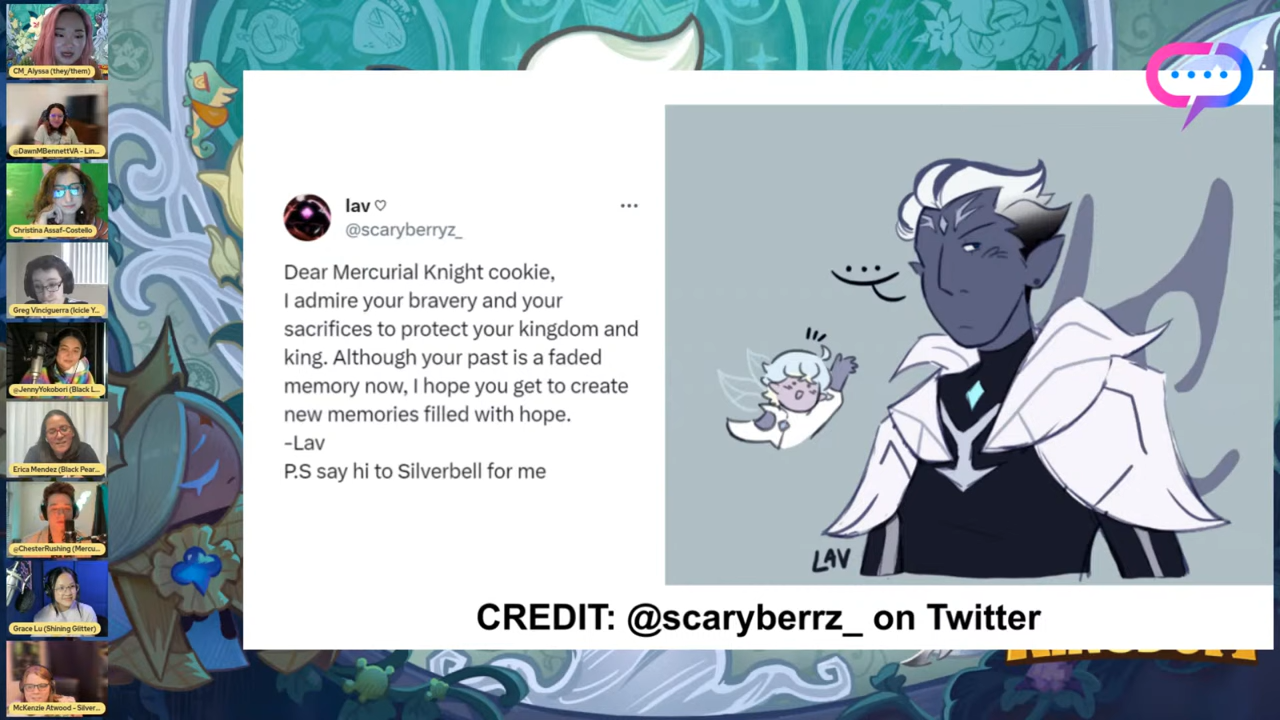 CM_Alyssa (they/them)
@DawnMBennettVA - Lin...
Christina Assaf-Costello
Greg Vinciguerra (Icicle Y...
@JennyYokobori (Black L...
Erica Mendez (Black Pear...
@ChesterRushing (Mercu...
Grace Lu (Shining Glitter)
McKenzie Atwood - Silver...
lav ♡
@scaryberryz_
Dear Mercurial Knight cookie,
I admire your bravery and your
sacrifices to protect your kingdom and
king. Although your past is a faded
memory now, I hope you get to create
new memories filled with hope.
-Lav
P.S say hi to Silverbell for me
LAV
CREDIT: @scaryberrz_ on Twitter